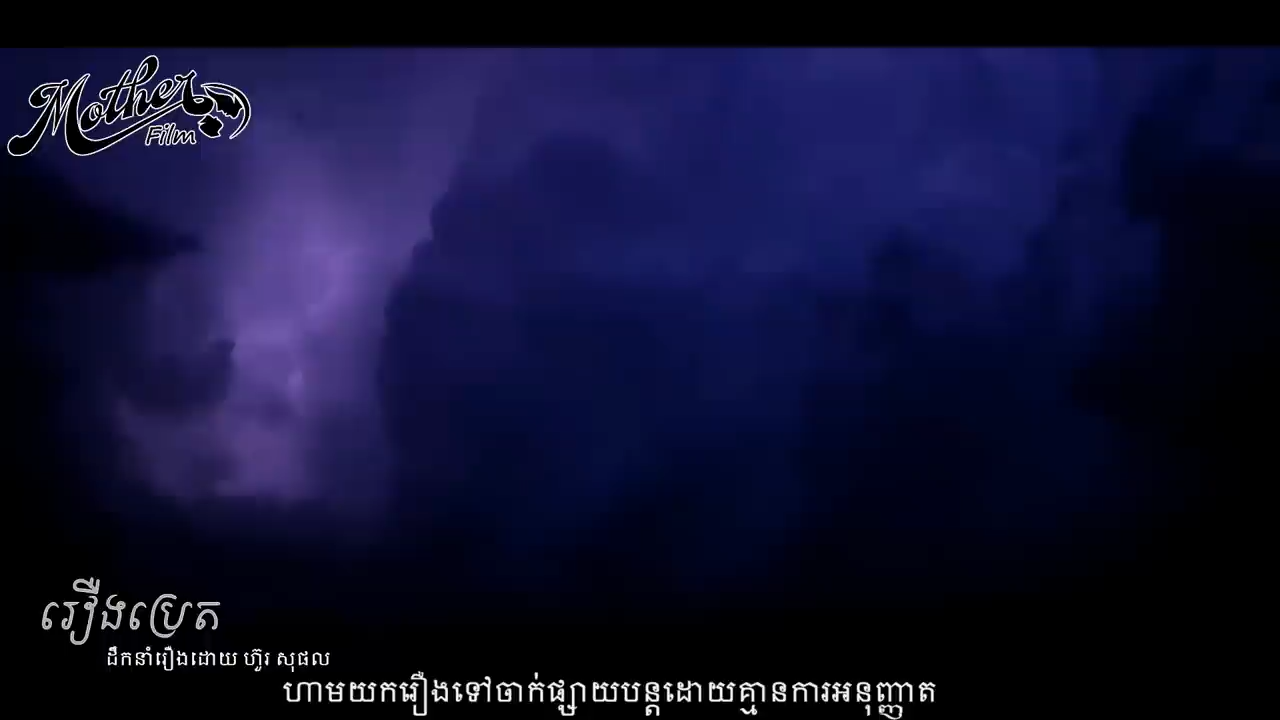 Mother
Film
រឿងប្រេត
ដឹកនាំរឿងដោយ ហ៊ួរ សុផល
ហាមយករឿងទៅចាក់ផ្សាយបន្តដោយគ្មានការអនុញ្ញាត